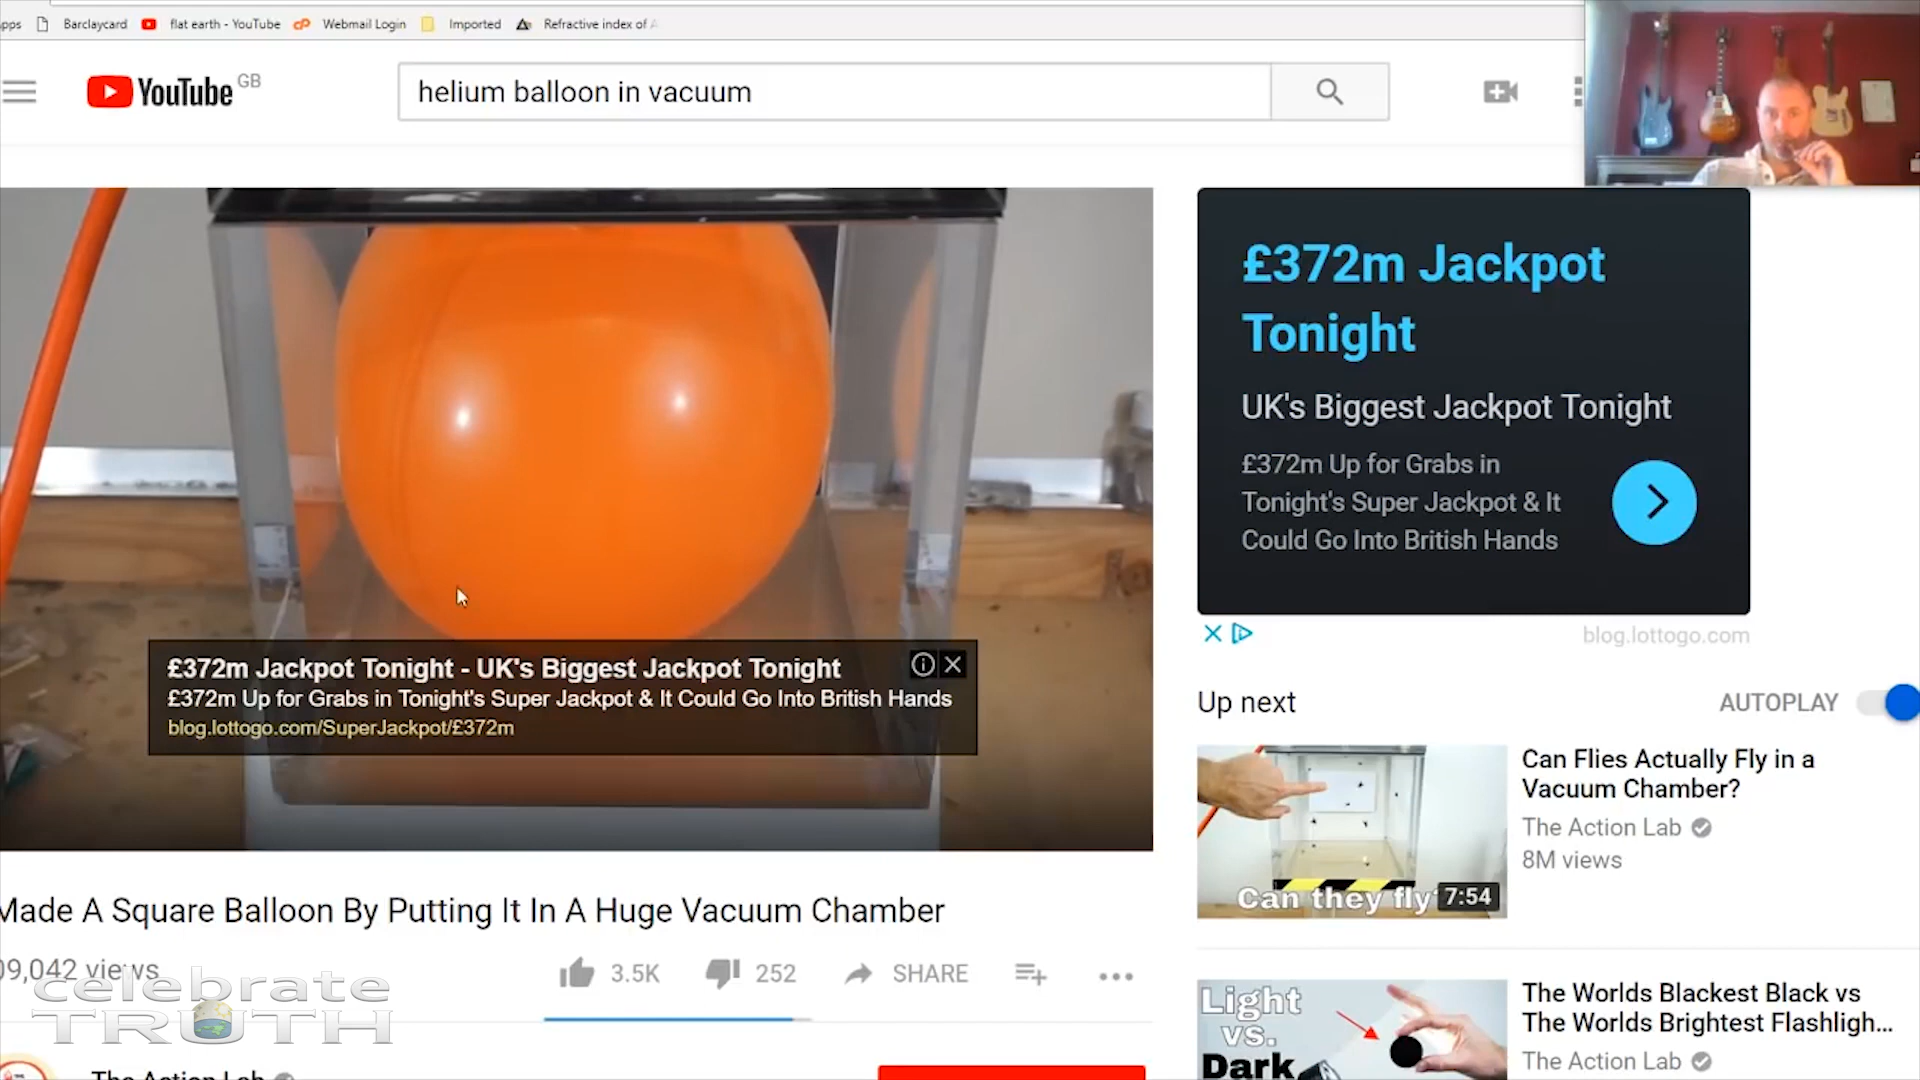 Barclaycard
flat earth - YouTube
Webmail Login
Imported
Refractive index of
YouTube GB
helium balloon in vacuum
£372m Jackpot
Tonight
UK's Biggest Jackpot Tonight
£372m Up for Grabs in
Tonight's Super Jackpot & It
Could Go Into British Hands
blog.lottogo.com
£372m Jackpot Tonight - UK's Biggest Jackpot Tonight
£372m Up for Grabs in Tonight's Super Jackpot & It Could Go Into British Hands
blog.lottogo.com/SuperJackpot/£372m
Up next
AUTOPLAY
Can they fly
7:54
Can Flies Actually Fly in a
Vacuum Chamber?
The Action Lab
8M views
Made A Square Balloon By Putting It In A Huge Vacuum Chamber
09,042 views
3.5K
252
SHARE
celebrate
TRUTH
Light
vs.
Dark
The Worlds Blackest Black vs
The Worlds Brightest Flashligh...
The Action Lab
The Action Lab